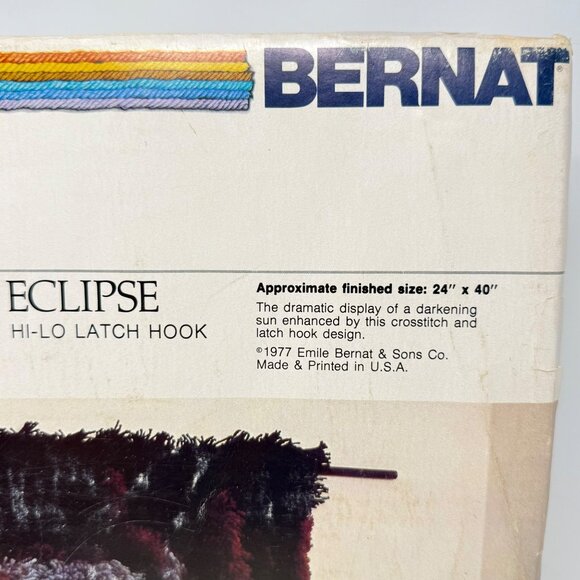 BERNAT®
ECLIPSE
HI-LO LATCH HOOK
Approximate finished size: 24" x 40"
The dramatic display of a darkening
sun enhanced by this crosstitch and
latch hook design.
©1977 Emile Bernat & Sons Co.
Made & Printed in U.S.A.